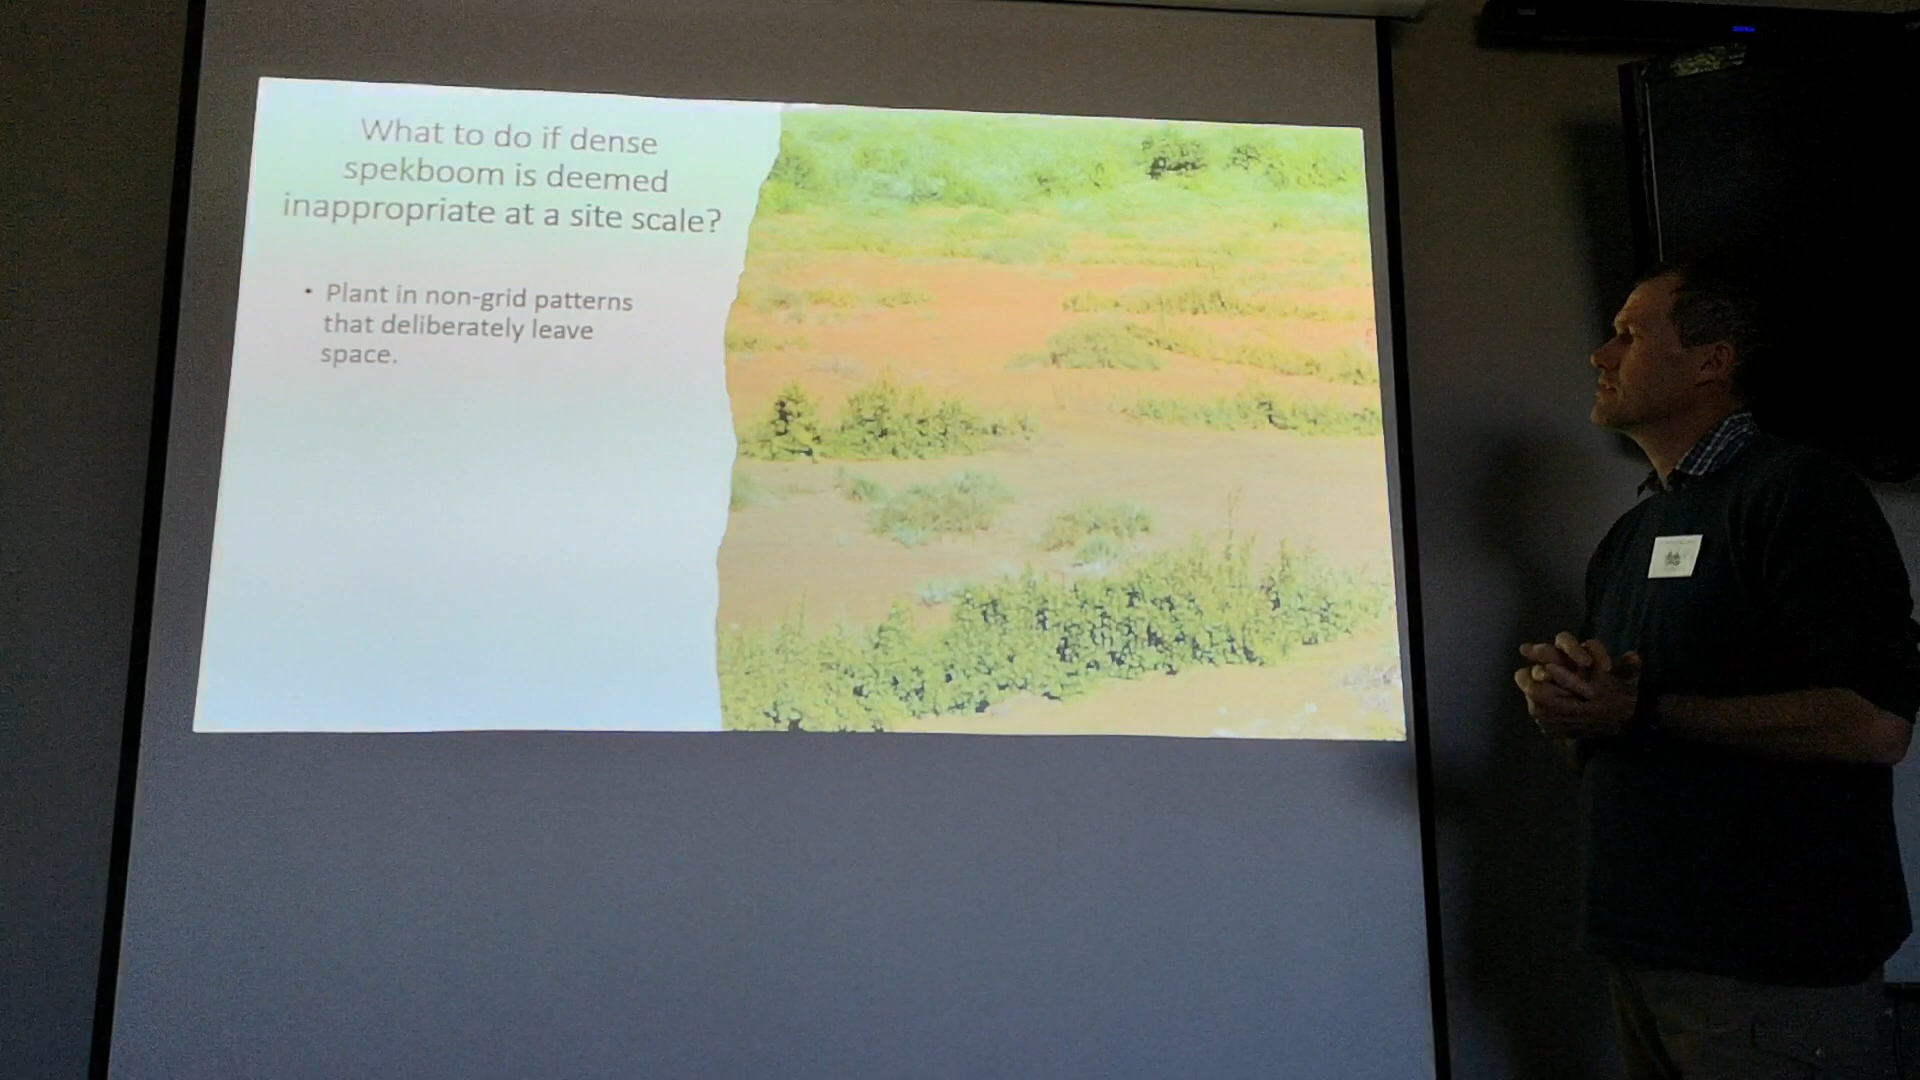 What to do if dense
spekboom is deemed
inappropriate at a site scale?
• Plant in non-grid patterns
that deliberately leave
space.